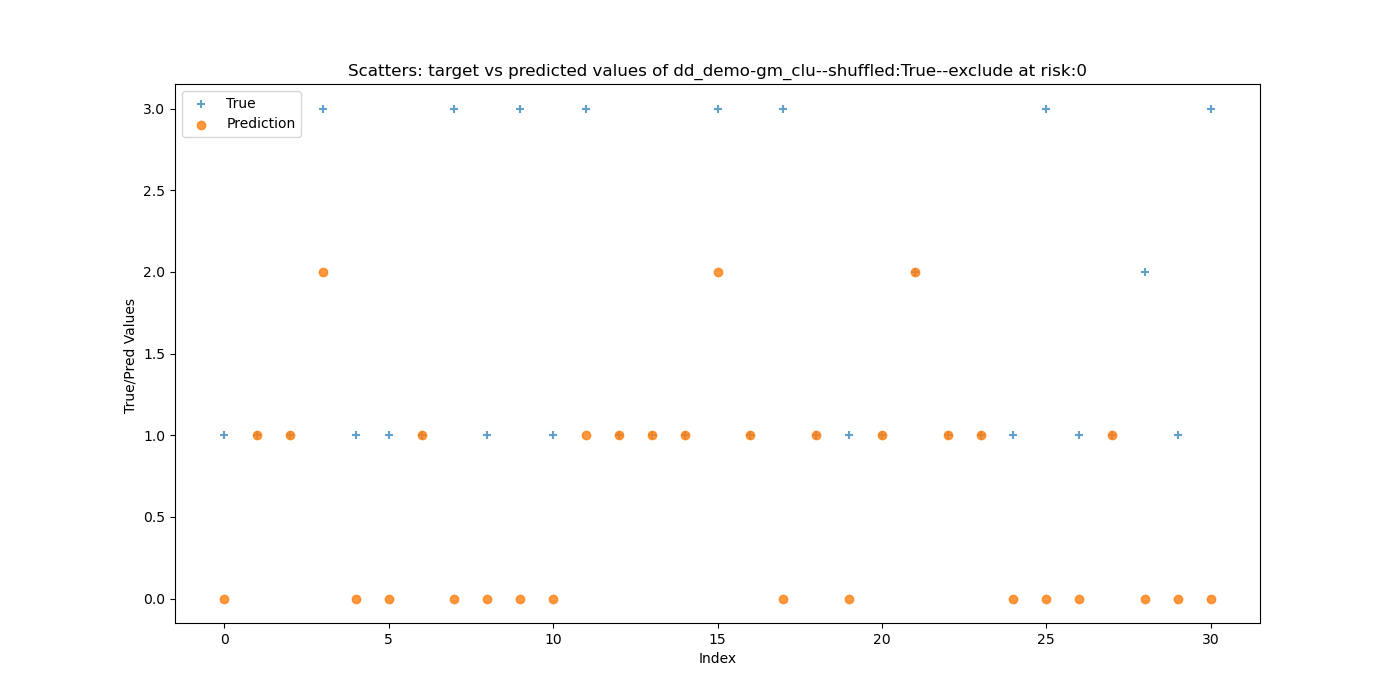 Scatters: target vs predicted values of dd_demo-gm_clu--shuffled:True--exclude at risk:0
True
Prediction
3.0
2.5
2.0
1.5
1.0
0.5
0.0
True/Pred Values
0
5
10
15
20
25
30
Index